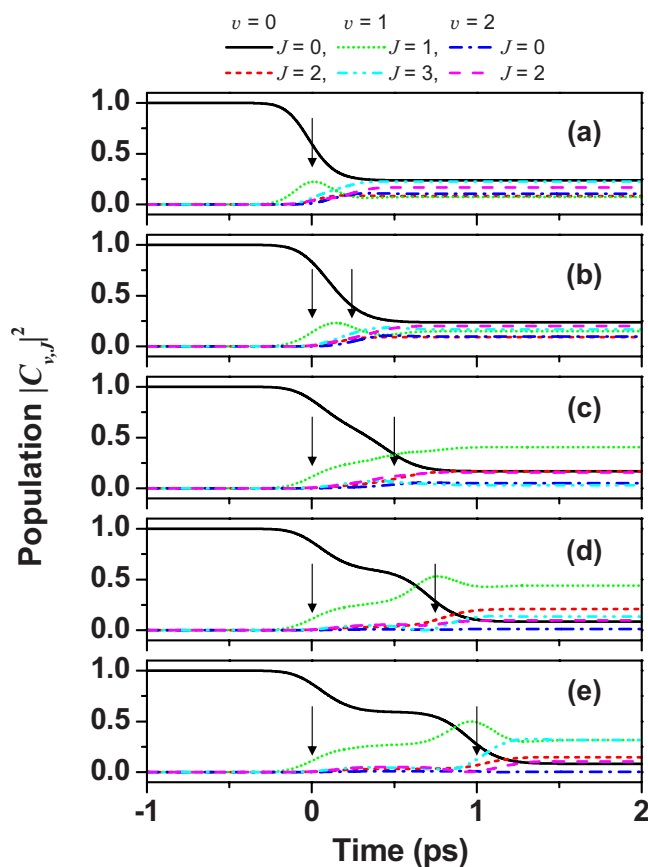 v = 0 v = 1 v = 2
J = 0, J = 1, J = 0
J = 2, J = 3, J = 2
1.0
0.5
0.0
(a)
1.0
0.5
0.0
(b)
1.0
0.5
0.0
(c)
1.0
0.5
0.0
(d)
1.0
0.5
0.0
(e)
-1 0 1 2
Time (ps)
Population |C_{v,J}|^2